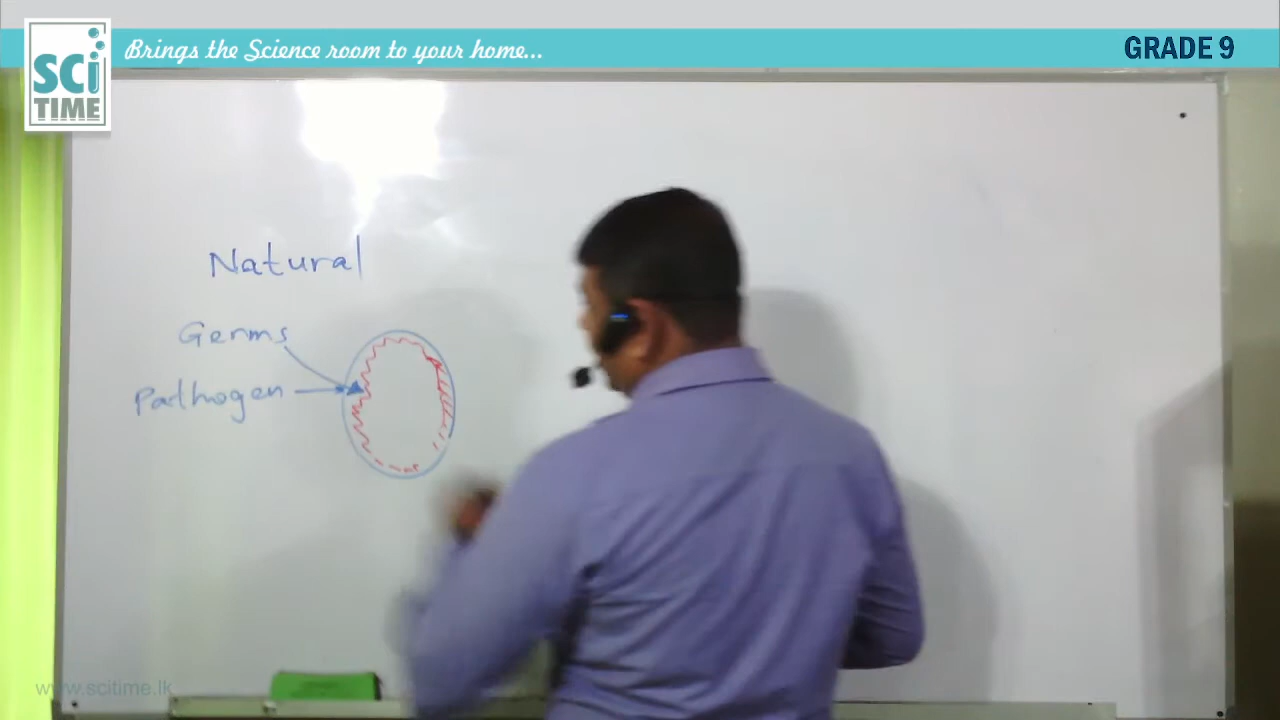 SCi
TIME
Brings the Science room to your home...
GRADE 9
Natural
Germs
Pathogen
www.scitime.lk